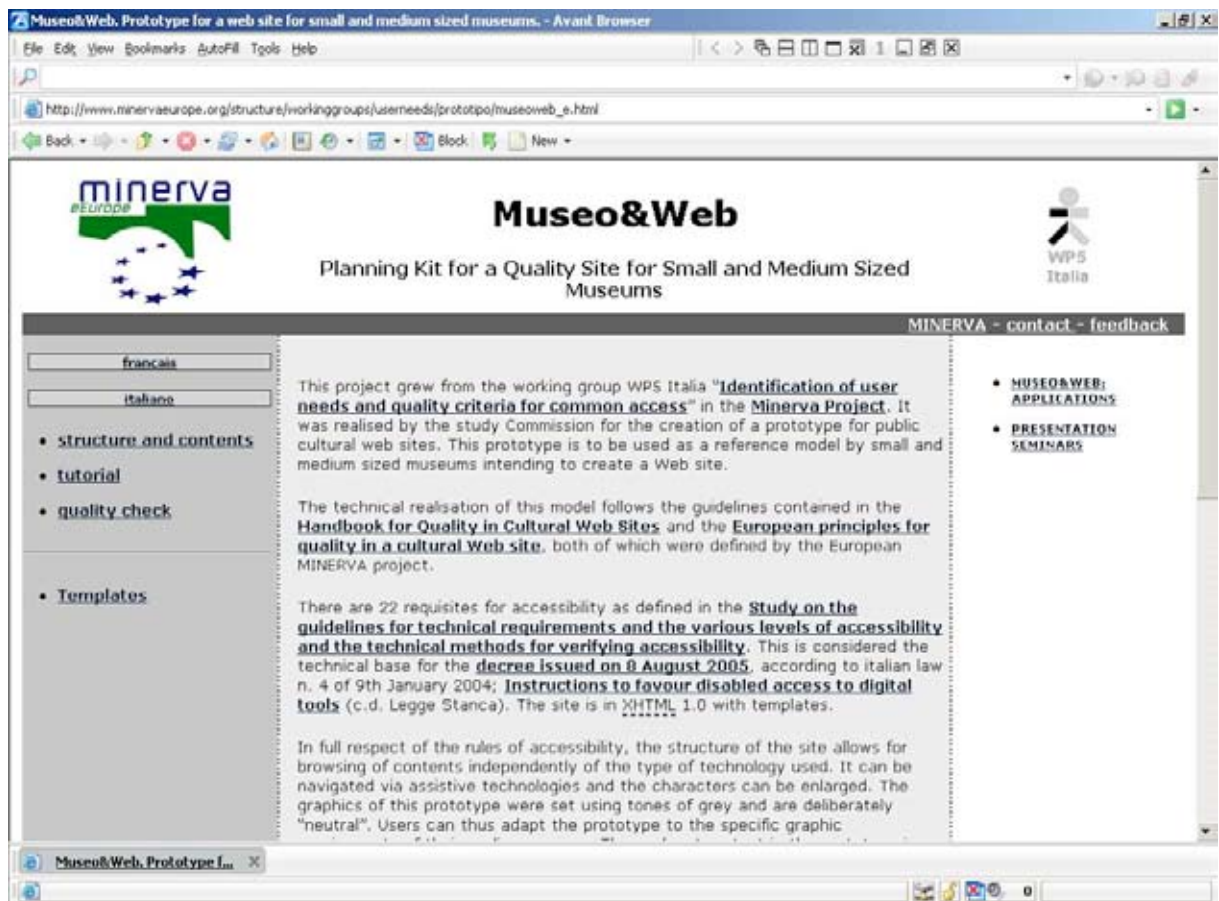 Museo&Web. Prototype for a web site for small and medium sized museums. - Avant Browser
File Edit View Bookmarks AutoFill Tools Help
1
http://www.minervaeurope.org/structure/workinggroups/userneeds/prototipo/museoweb_e.html
Back Block New
minerva
eEurope
Museo&Web
Planning Kit for a Quality Site for Small and Medium Sized
Museums
WP5
Italia
MINERVA - contact - feedback
francais
italiano
structure and contents
tutorial
quality check
Templates
This project grew from the working group WP5 Italia "Identification of user
needs and quality criteria for common access" in the Minerva Project. It
was realised by the study Commission for the creation of a prototype for public
cultural web sites. This prototype is to be used as a reference model by small and
medium sized museums intending to create a Web site.
The technical realisation of this model follows the guidelines contained in the
Handbook for Quality in Cultural Web Sites and the European principles for
quality in a cultural Web site, both of which were defined by the European
MINERVA project.
There are 22 requisites for accessibility as defined in the Study on the
guidelines for technical requirements and the various levels of accessibility
and the technical methods for verifying accessibility. This is considered the
technical base for the decree issued on 8 August 2005, according to italian law
n. 4 of 9th January 2004; Instructions to favour disabled access to digital
tools (c.d. Legge Stanca). The site is in XHTML 1.0 with templates.
In full respect of the rules of accessibility, the structure of the site allows for
browsing of contents independently of the type of technology used. It can be
navigated via assistive technologies and the characters can be enlarged. The
graphics of this prototype were set using tones of grey and are deliberately
"neutral". Users can thus adapt the prototype to the specific graphic
MUSEO&WEB:
APPLICATIONS
PRESENTATION
SEMINARS
Museo&Web. Prototype f...
0